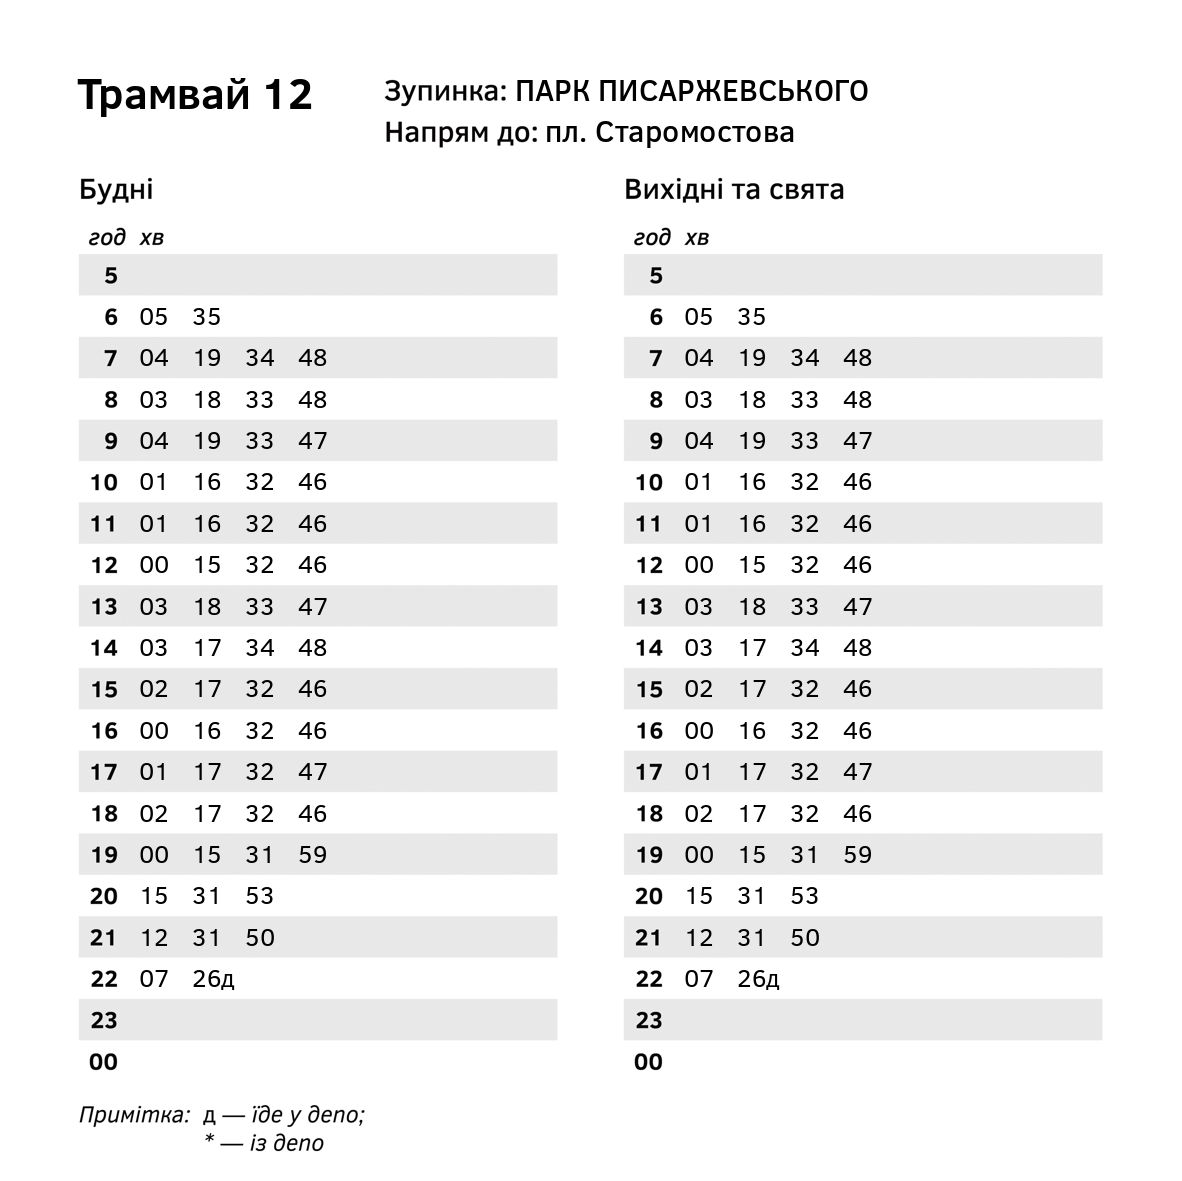 Трамвай 12
Зупинка: ПАРК ПИСАРЖЕВСЬКОГО
Напрям до: пл. Старомостова
Будні
год хв
5
6 05 35
7 04 19 34 48
8 03 18 33 48
9 04 19 33 47
10 01 16 32 46
11 01 16 32 46
12 00 15 32 46
13 03 18 33 47
14 03 17 34 48
15 02 17 32 46
16 00 16 32 46
17 01 17 32 47
18 02 17 32 46
19 00 15 31 59
20 15 31 53
21 12 31 50
22 07 26д
23
00
Вихідні та свята
год хв
5
6 05 35
7 04 19 34 48
8 03 18 33 48
9 04 19 33 47
10 01 16 32 46
11 01 16 32 46
12 00 15 32 46
13 03 18 33 47
14 03 17 34 48
15 02 17 32 46
16 00 16 32 46
17 01 17 32 47
18 02 17 32 46
19 00 15 31 59
20 15 31 53
21 12 31 50
22 07 26д
23
00
Примітка: д — їде у депо;
* — із депо